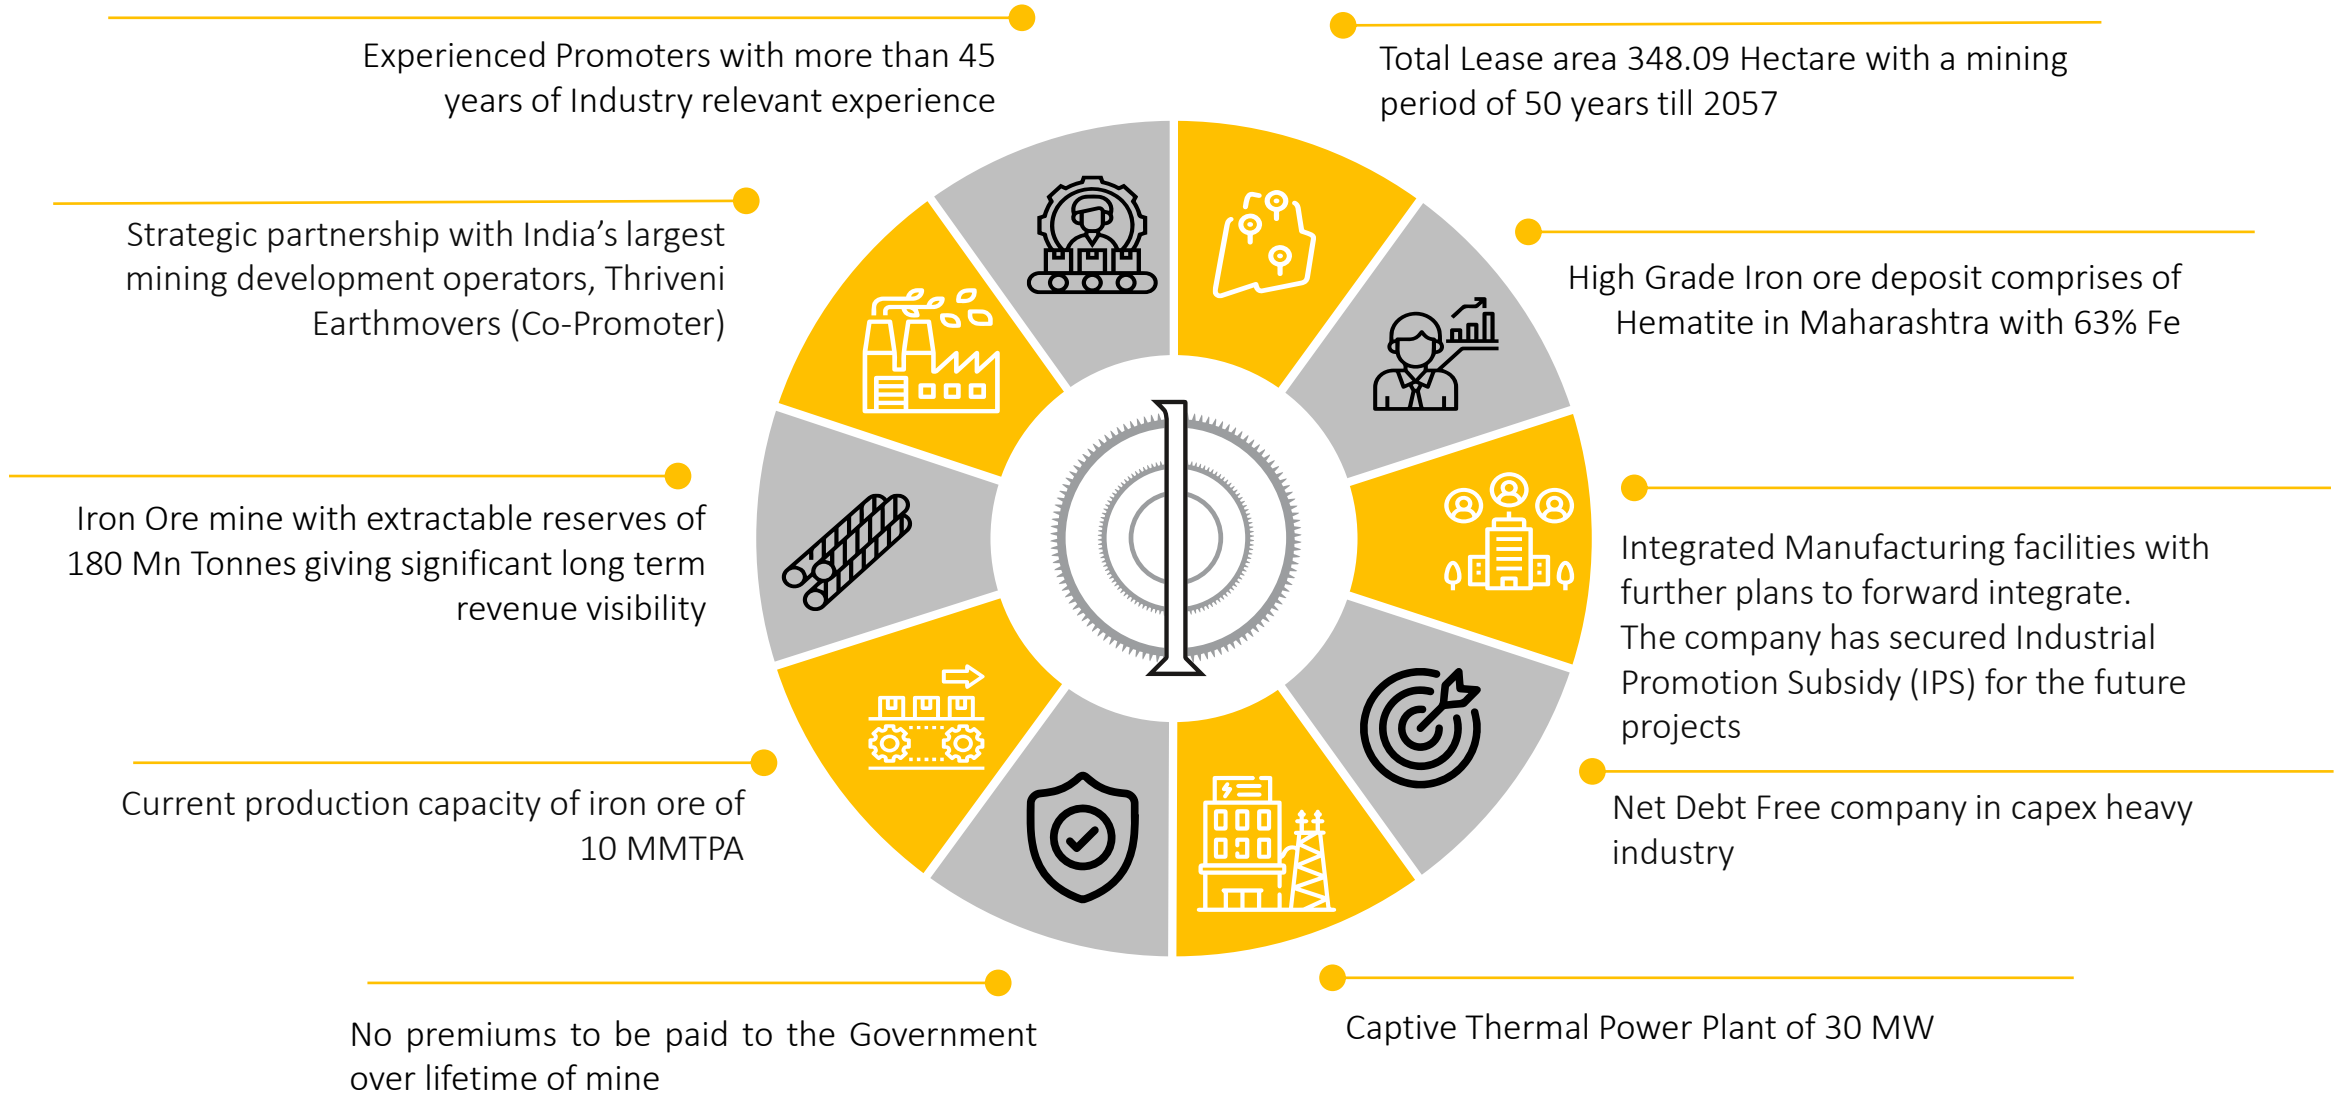 Experienced Promoters with more than 45
years of Industry relevant experience
Strategic partnership with India’s largest
mining development operators, Thriveni
Earthmovers (Co-Promoter)
Iron Ore mine with extractable reserves of
180 Mn Tonnes giving significant long term
revenue visibility
Current production capacity of iron ore of
10 MMTPA
No premiums to be paid to the Government
over lifetime of mine
Total Lease area 348.09 Hectare with a mining
period of 50 years till 2057
High Grade Iron ore deposit comprises of
Hematite in Maharashtra with 63% Fe
Integrated Manufacturing facilities with
further plans to forward integrate.
The company has secured Industrial
Promotion Subsidy (IPS) for the future
projects
Net Debt Free company in capex heavy
industry
Captive Thermal Power Plant of 30 MW